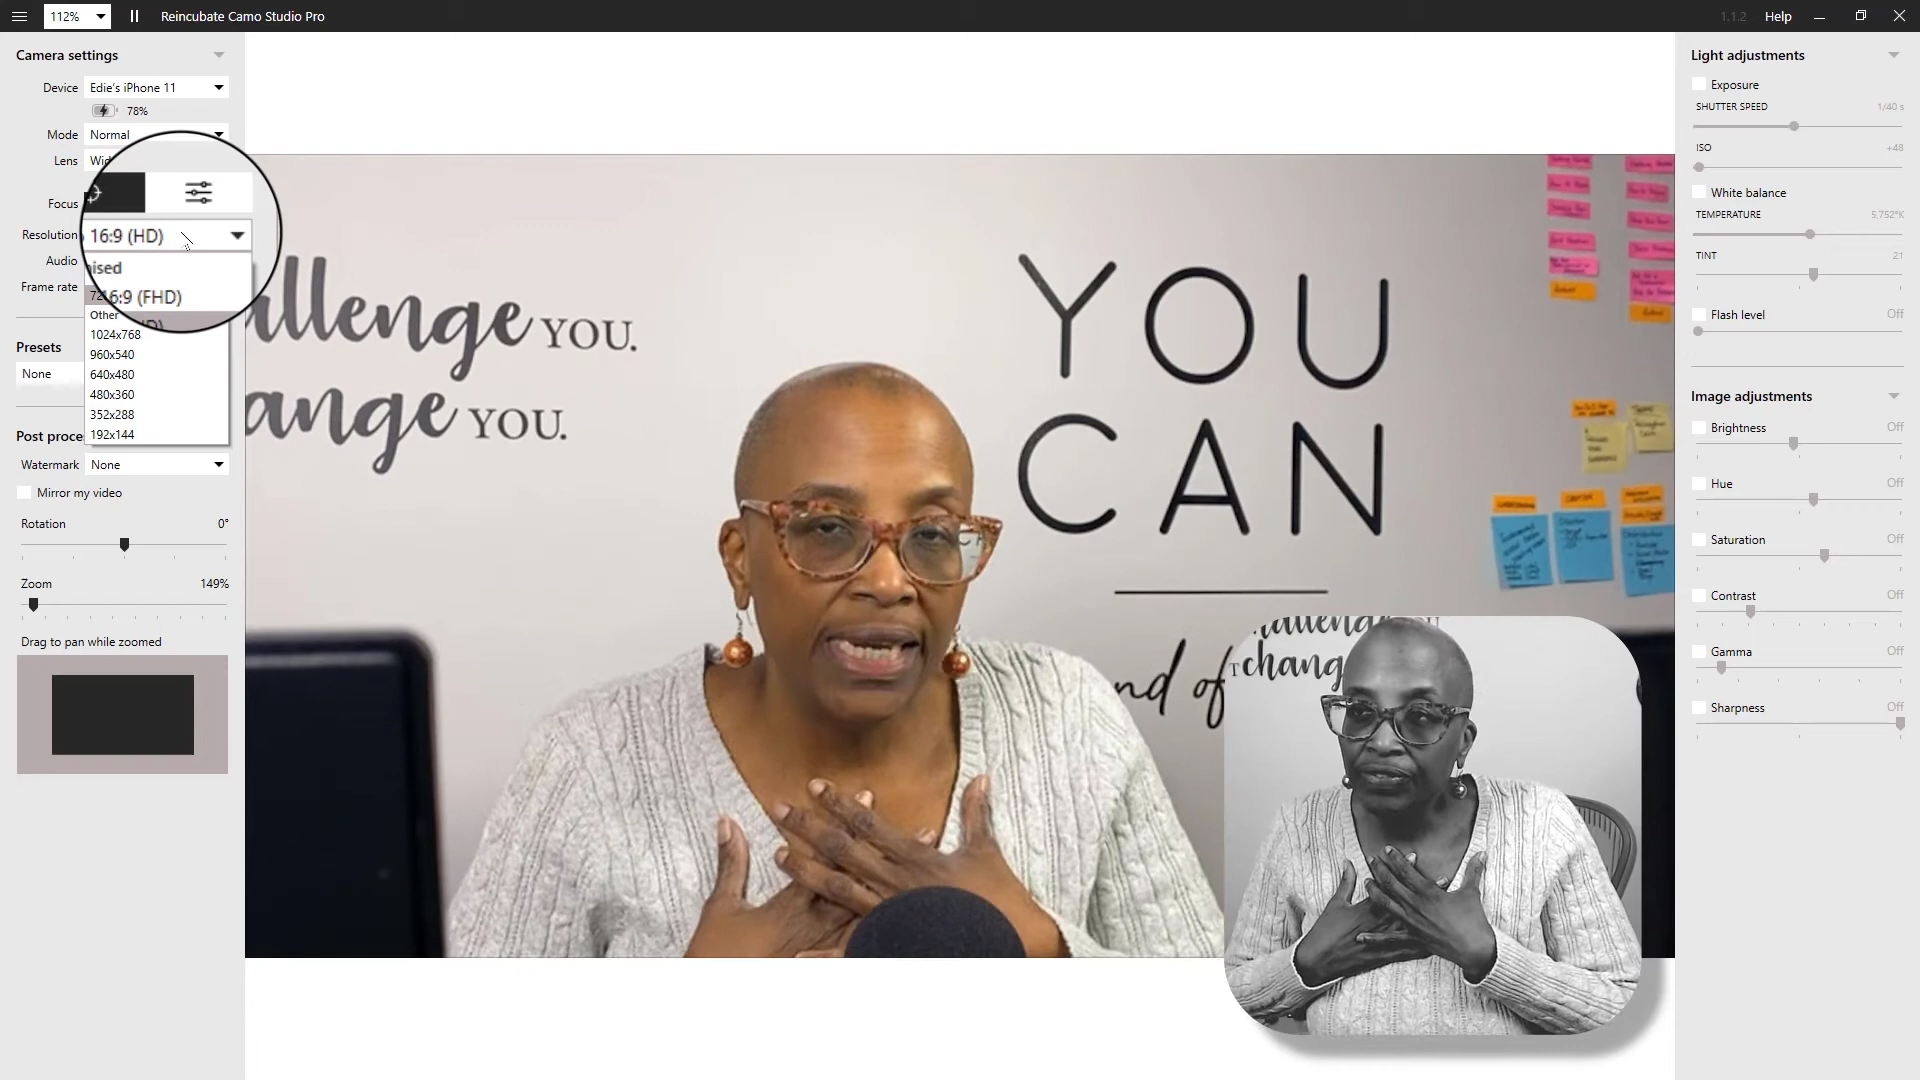 112%
Reincubate Camo Studio Pro
1.1.2
Help
Camera settings
Device
Edie's iPhone 11
78%
Mode
Normal
Lens
Focus
Resolution
16:9 (HD)
Audio
16:9 (FHD)
Frame rate
Other
1024x768
960x540
640x480
480x360
352x288
192x144
Presets
None
Watermark
None
Mirror my video
Rotation
0°
Zoom
149%
Drag to pan while zoomed
YOU.
YOU.
YOU
CAN
Light adjustments
Exposure
SHUTTER SPEED
1/40 s
ISO
+48
White balance
TEMPERATURE
5,752°K
TINT
21
Flash level
Off
Image adjustments
Brightness
Off
Hue
Off
Saturation
Off
Contrast
Off
Gamma
Off
Sharpness
Off